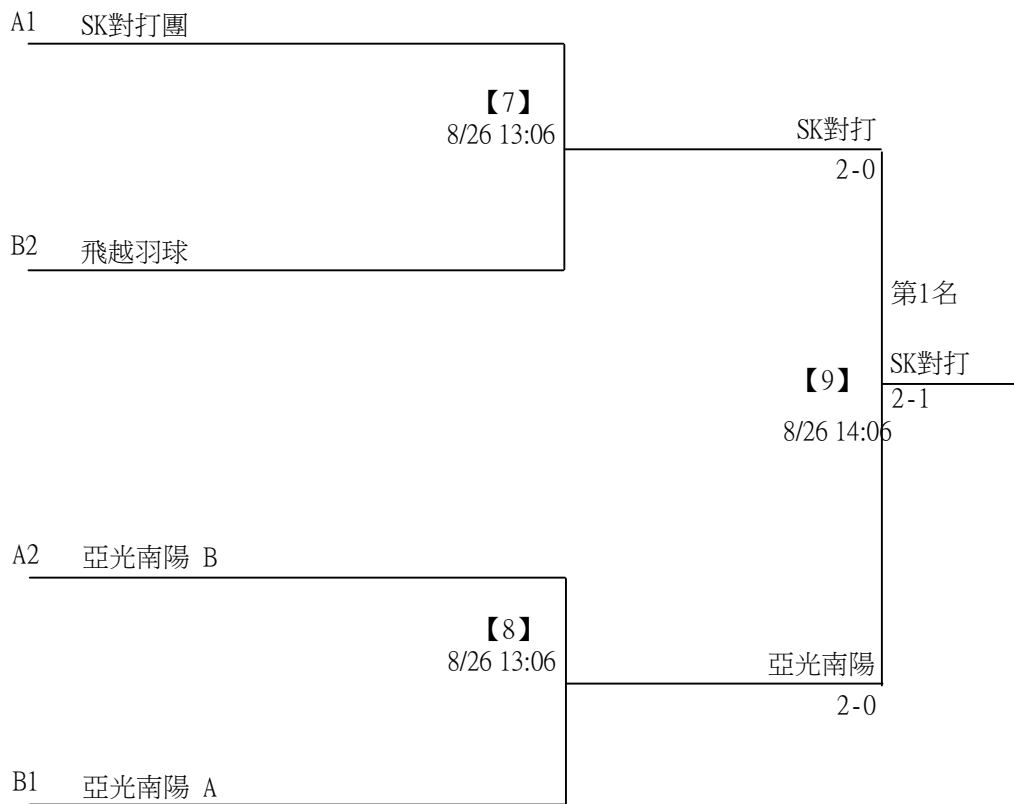 A1 SK對打團
【7】
8/26 13:06
SK對打
2-0
B2 飛越羽球
第1名
SK對打
【9】
2-1
8/26 14:06
A2 亞光南陽 B
【8】
8/26 13:06
亞光南陽
2-0
B1 亞光南陽 A